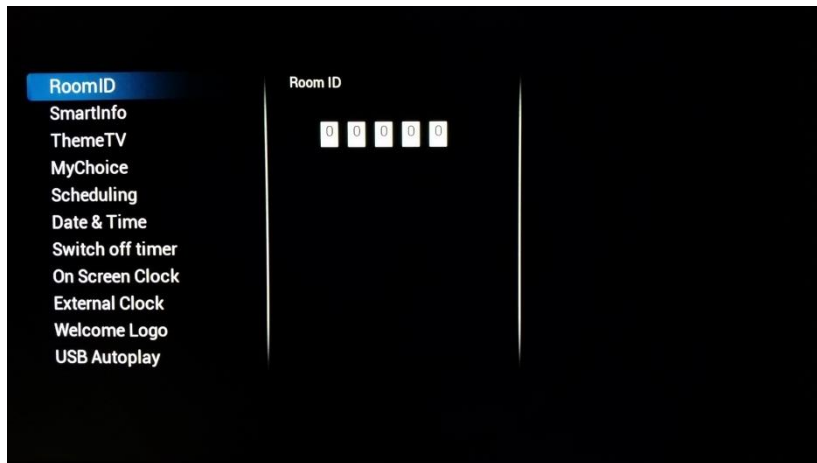 RoomID
SmartInfo
ThemeTV
MyChoice
Scheduling
Date & Time
Switch off timer
On Screen Clock
External Clock
Welcome Logo
USB Autoplay
Room ID
0 0 0 0 0